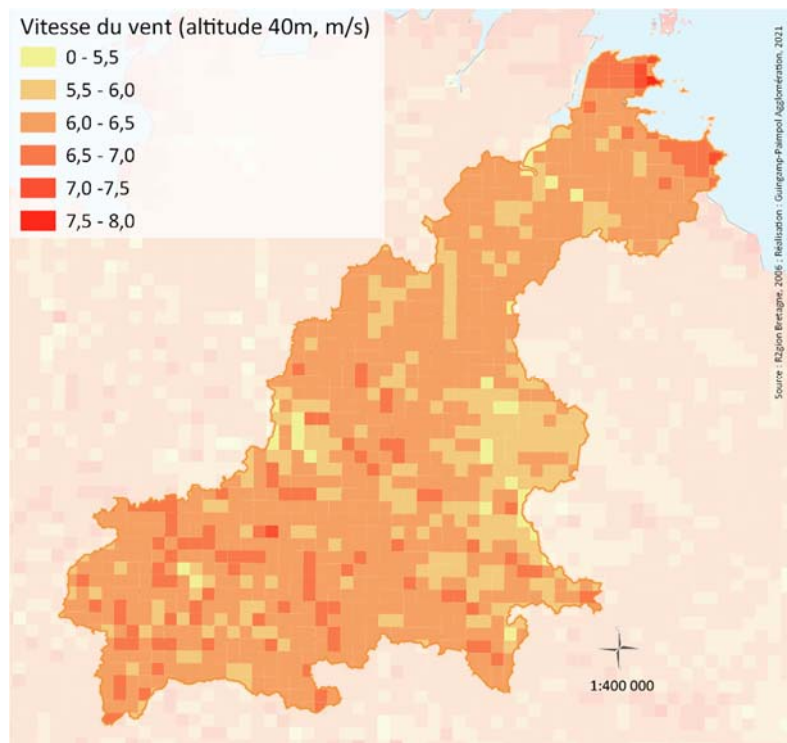 Vitesse du vent (altitude 40m, m/s)
0 - 5,5
5,5 - 6,0
6,0 - 6,5
6,5 - 7,0
7,0 -7,5
7,5 - 8,0
Source : R2gion Bretagne, 2006 : Réalisation : Guingamp-Paimpol Agglomération, 2021
1:400 000